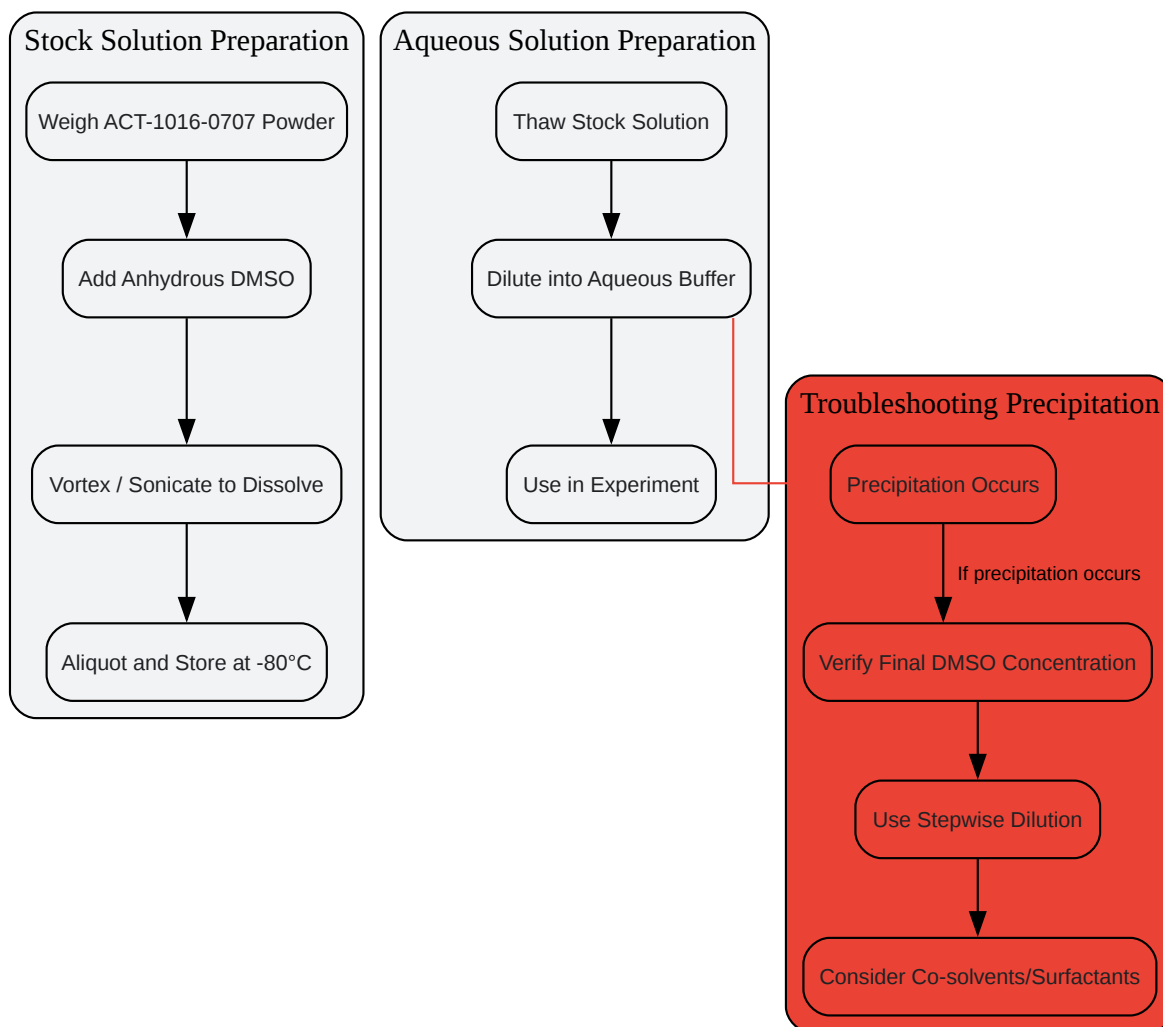 Stock Solution Preparation
Weigh ACT-1016-0707 Powder
Add Anhydrous DMSO
Vortex / Sonicate to Dissolve
Aliquot and Store at -80°C
Aqueous Solution Preparation
Thaw Stock Solution
Dilute into Aqueous Buffer
Use in Experiment
Troubleshooting Precipitation
Precipitation Occurs
If precipitation occurs
Verify Final DMSO Concentration
Use Stepwise Dilution
Consider Co-solvents/Surfactants